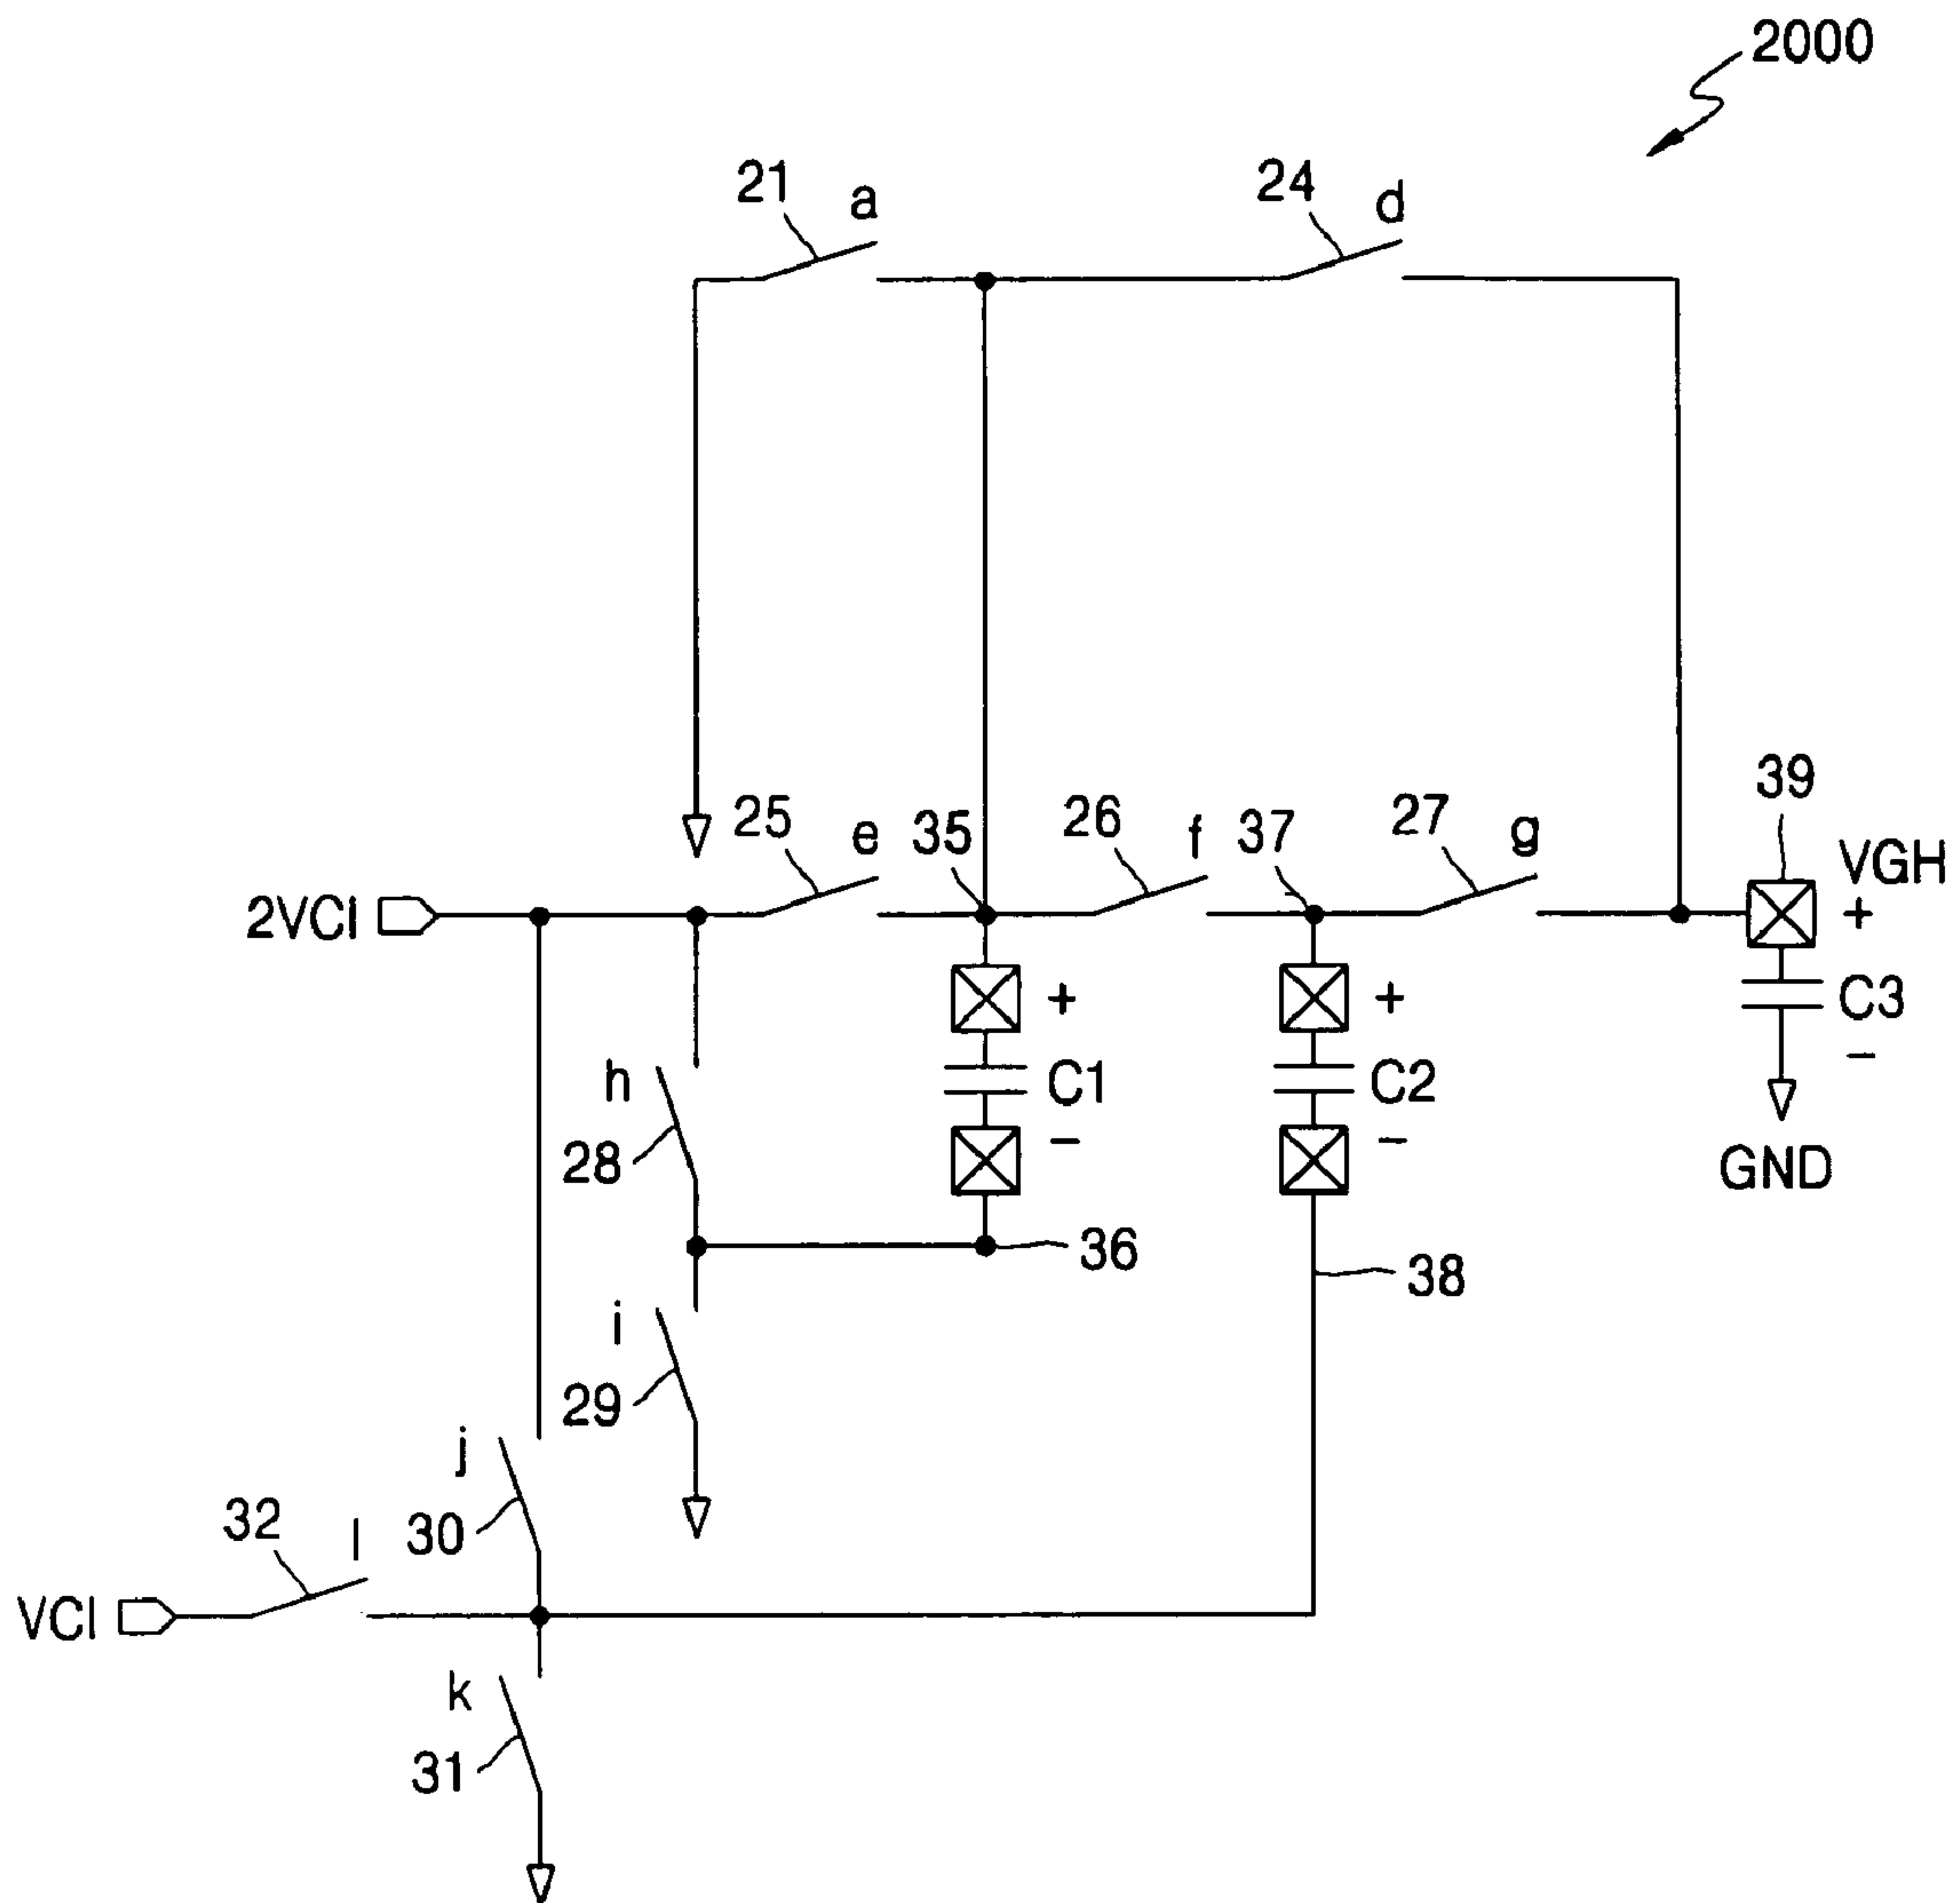 2000
21 a
24 d
39
25 e
35
26 f
37
27 g
VGH
2VCI
+
+
+
C3
h
C1
C2
-
28
-
-
GND
36
38
i
29
j
32 l
30
VCI
k
31